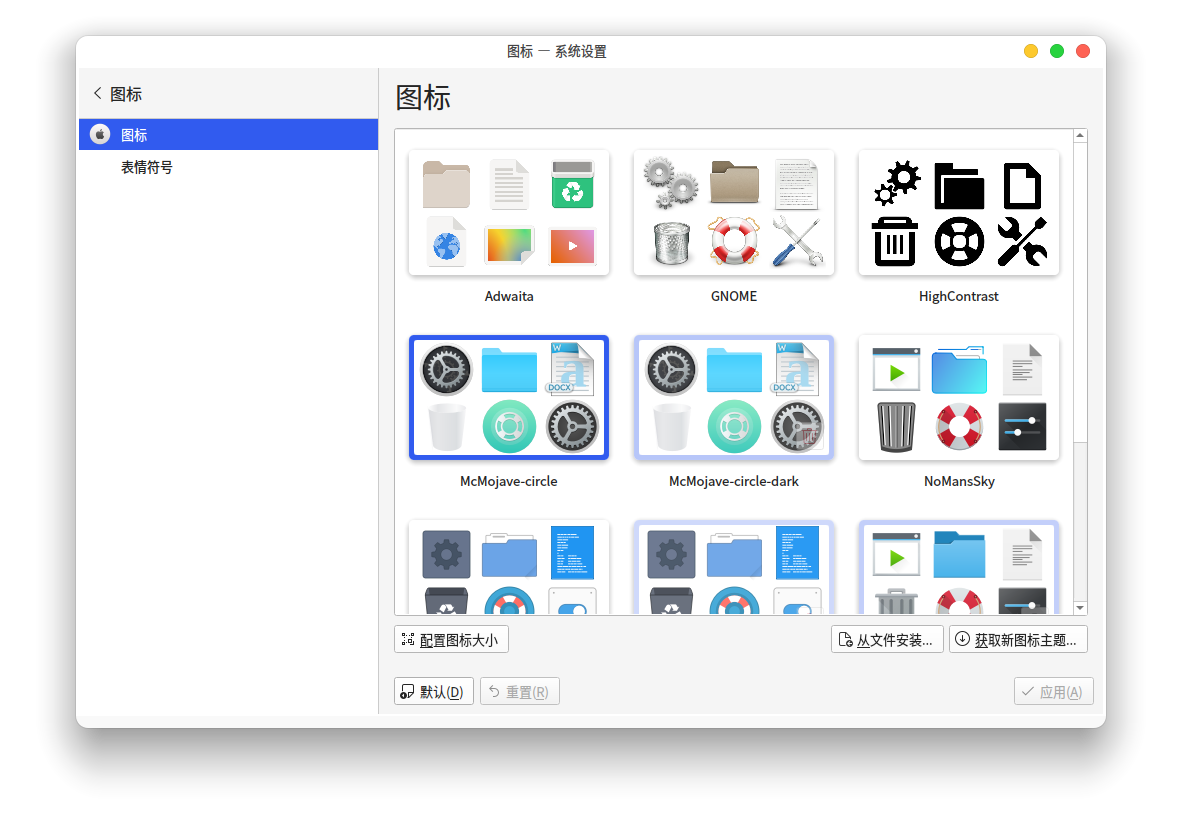 图标 — 系统设置
图标
图标
表情符号
图标
Adwaita
GNOME
HighContrast
W
a
DOCX
W
a
DOCX
McMojave-circle
McMojave-circle-dark
NoMansSky
配置图标大小
从文件安装...
获取新图标主题...
默认(D)
重置(R)
应用(A)